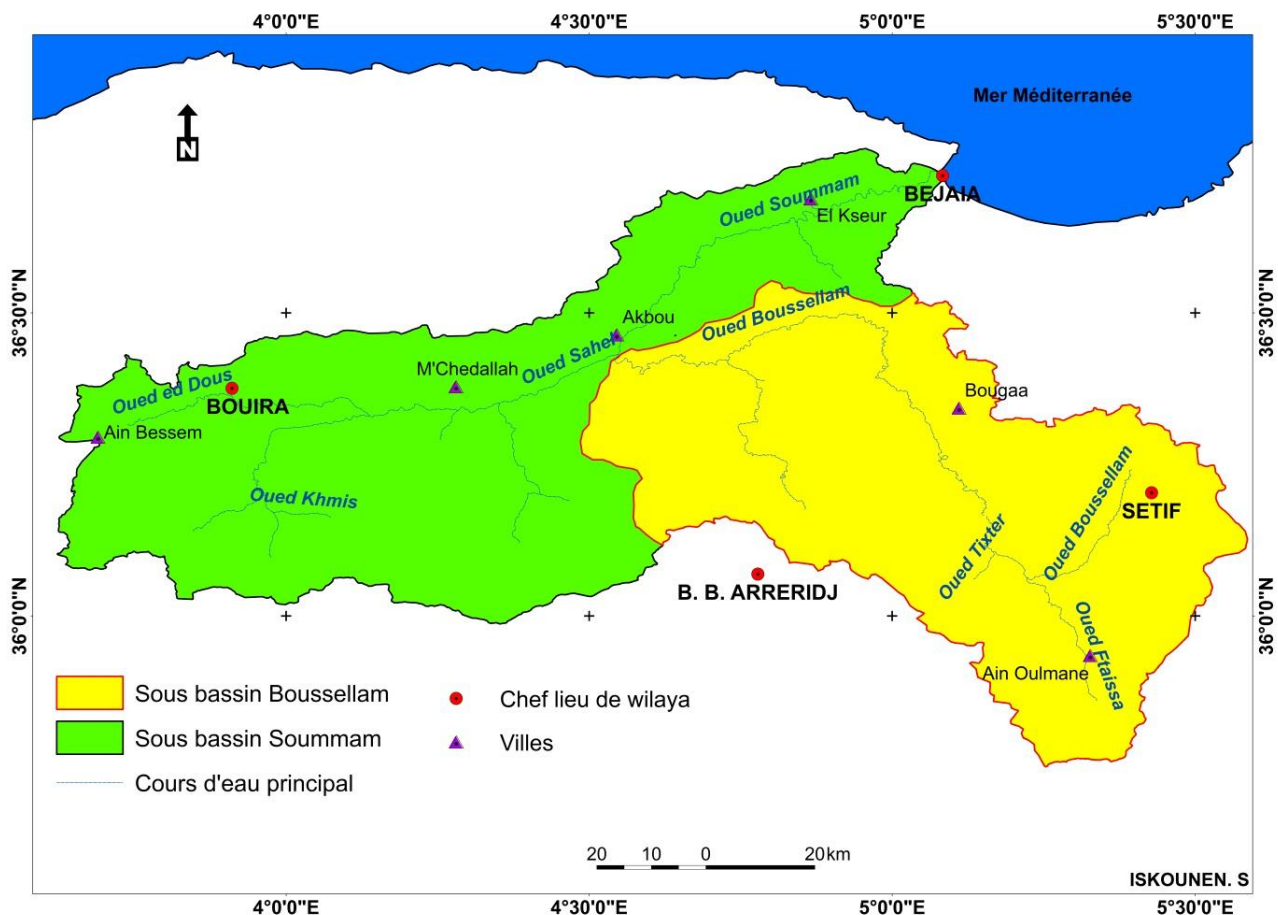 4°0'0"E
4°30'0"E
5°0'0"E
5°30'0"E
Mer Méditerranée
N
BEJAIA
Oued Soummam
El Kseur
36°30'0"N
36°30'0"N
Oued Boussellam
Akbou
Oued Sahel
M'Chedallah
Oued ed Dous
BOUIRA
Bougaa
Ain Bessem
Oued Khmis
Oued Boussellam
SETIF
Oued Tixter
B. B. ARRERIDJ
36°0'0"N
36°0'0"N
Oued Ftaissa
Ain Oulmane
Sous bassin Boussellam
Chef lieu de wilaya
Sous bassin Soummam
Villes
Cours d'eau principal
20 10 0 20 km
ISKOUNEN. S
4°0'0"E
4°30'0"E
5°0'0"E
5°30'0"E